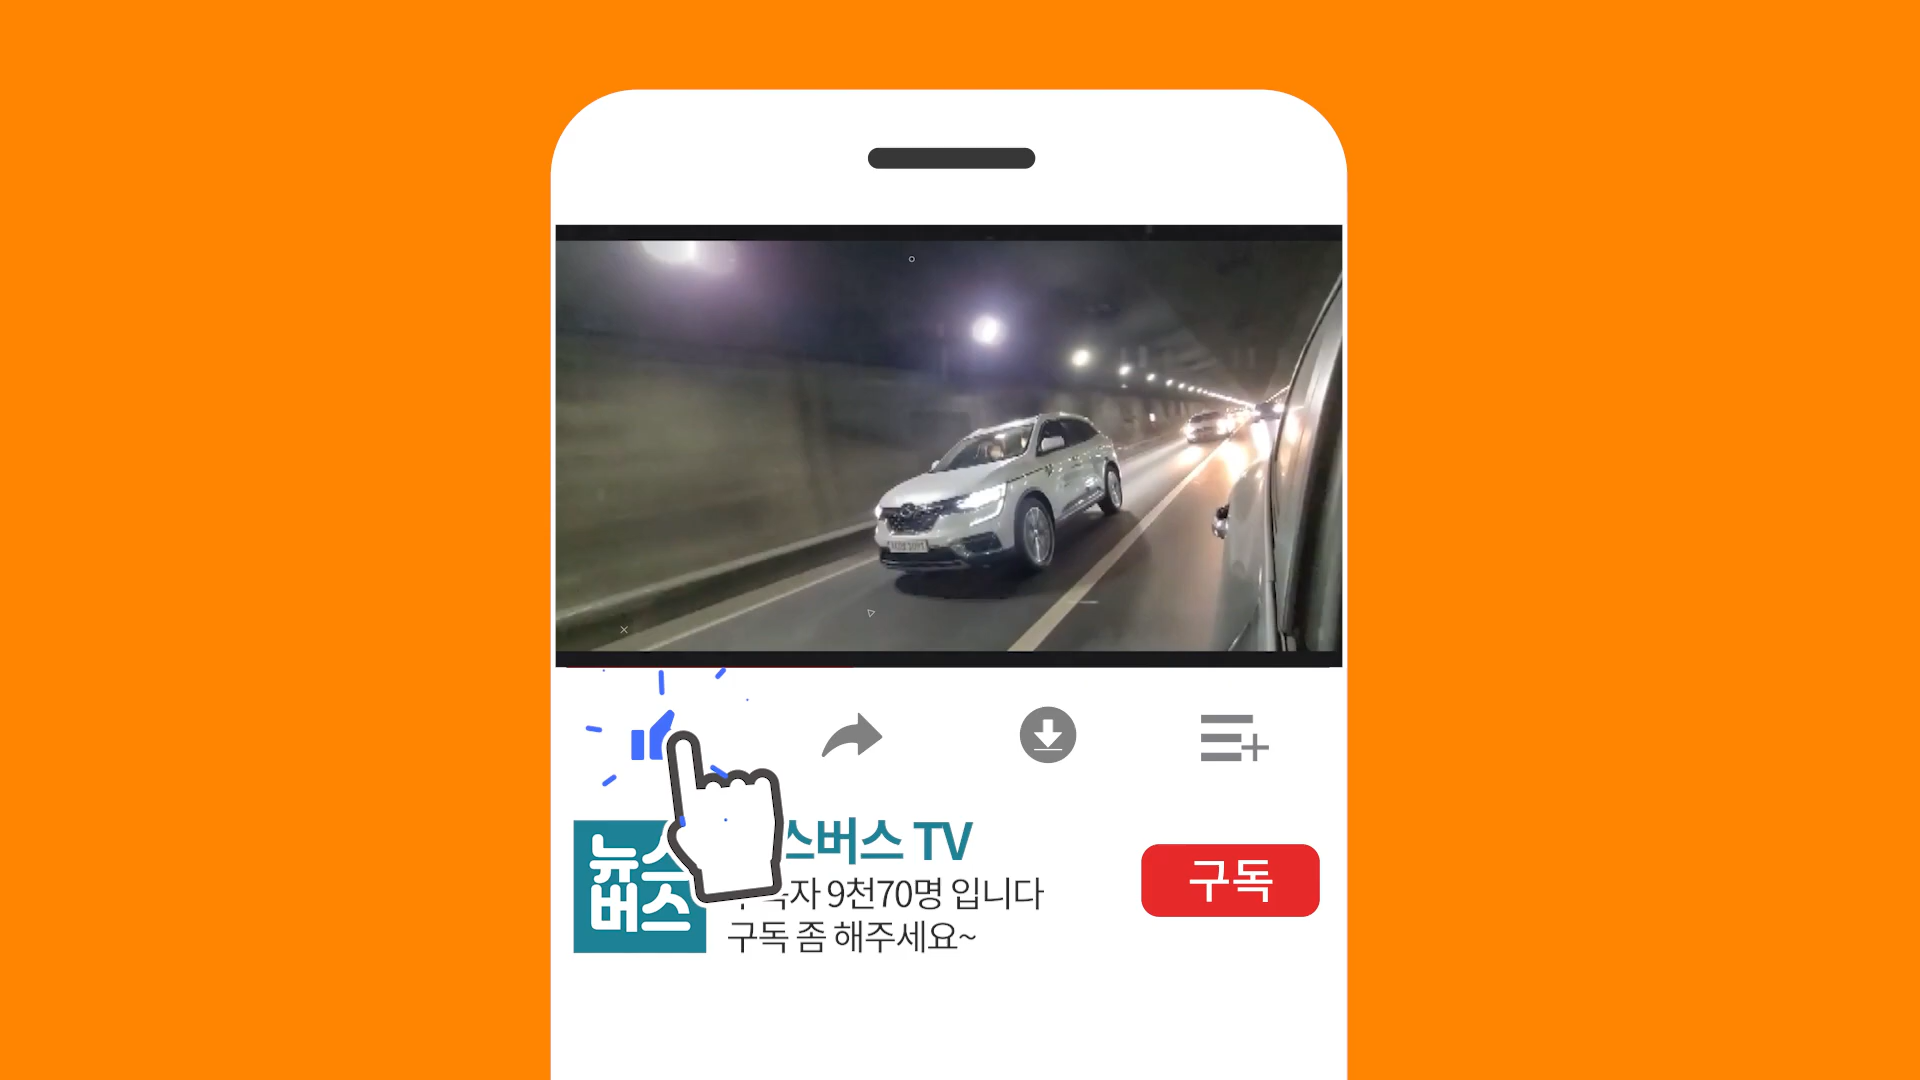 뉴스
버스
스버스 TV
자 9천70명 입니다
구독 좀 해주세요~
구독